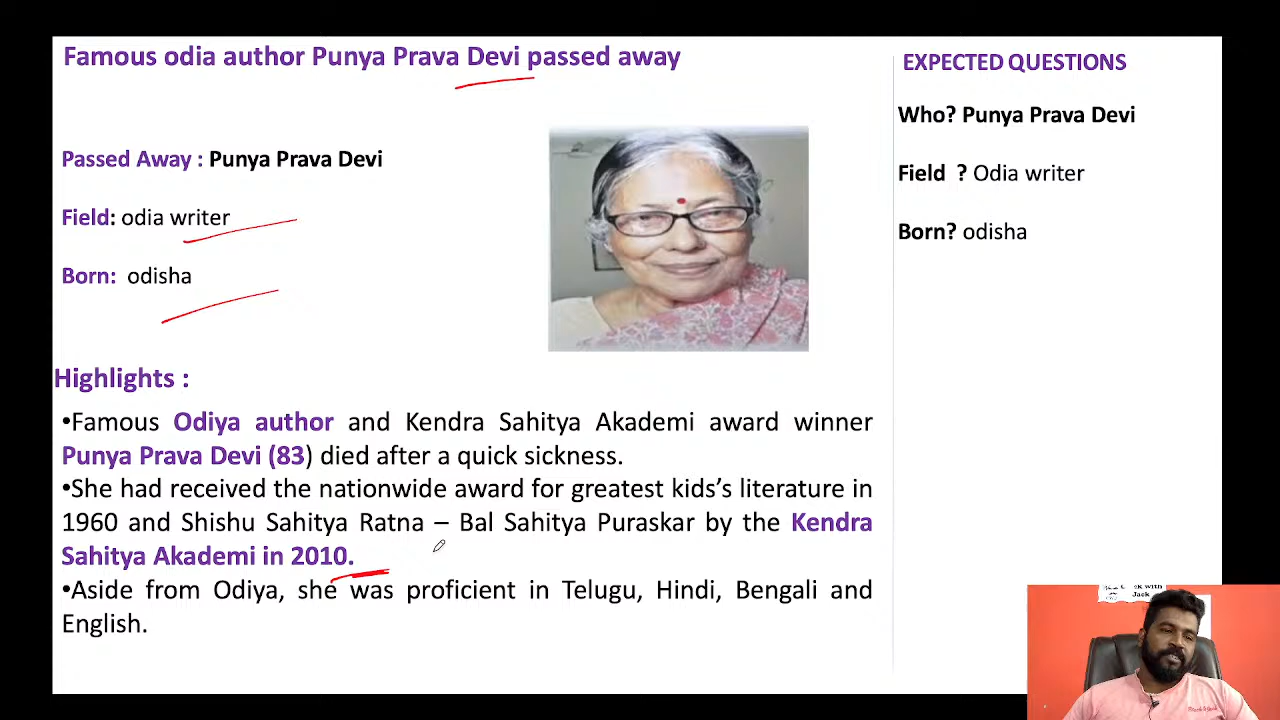 Famous odia author Punya Prava Devi passed away
Passed Away : Punya Prava Devi
Field: odia writer
Born: odisha
Highlights :
•Famous Odiya author and Kendra Sahitya Akademi award winner
Punya Prava Devi (83) died after a quick sickness.
•She had received the nationwide award for greatest kid’s literature in
1960 and Shishu Sahitya Ratna – Bal Sahitya Puraskar by the Kendra
Sahitya Akademi in 2010.
•Aside from Odiya, she was proficient in Telugu, Hindi, Bengali and
English.
EXPECTED QUESTIONS
Who? Punya Prava Devi
Field ? Odia writer
Born? odisha
with
Jack